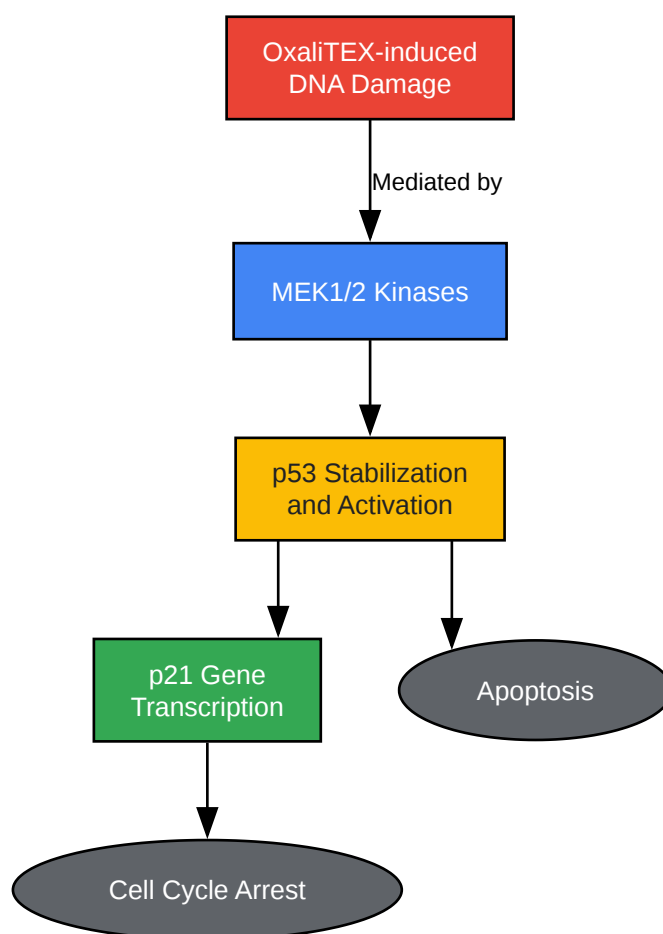 OxaliTEX-induced
DNA Damage
Mediated by
MEK1/2 Kinases
p53 Stabilization
and Activation
p21 Gene
Transcription
Apoptosis
Cell Cycle Arrest